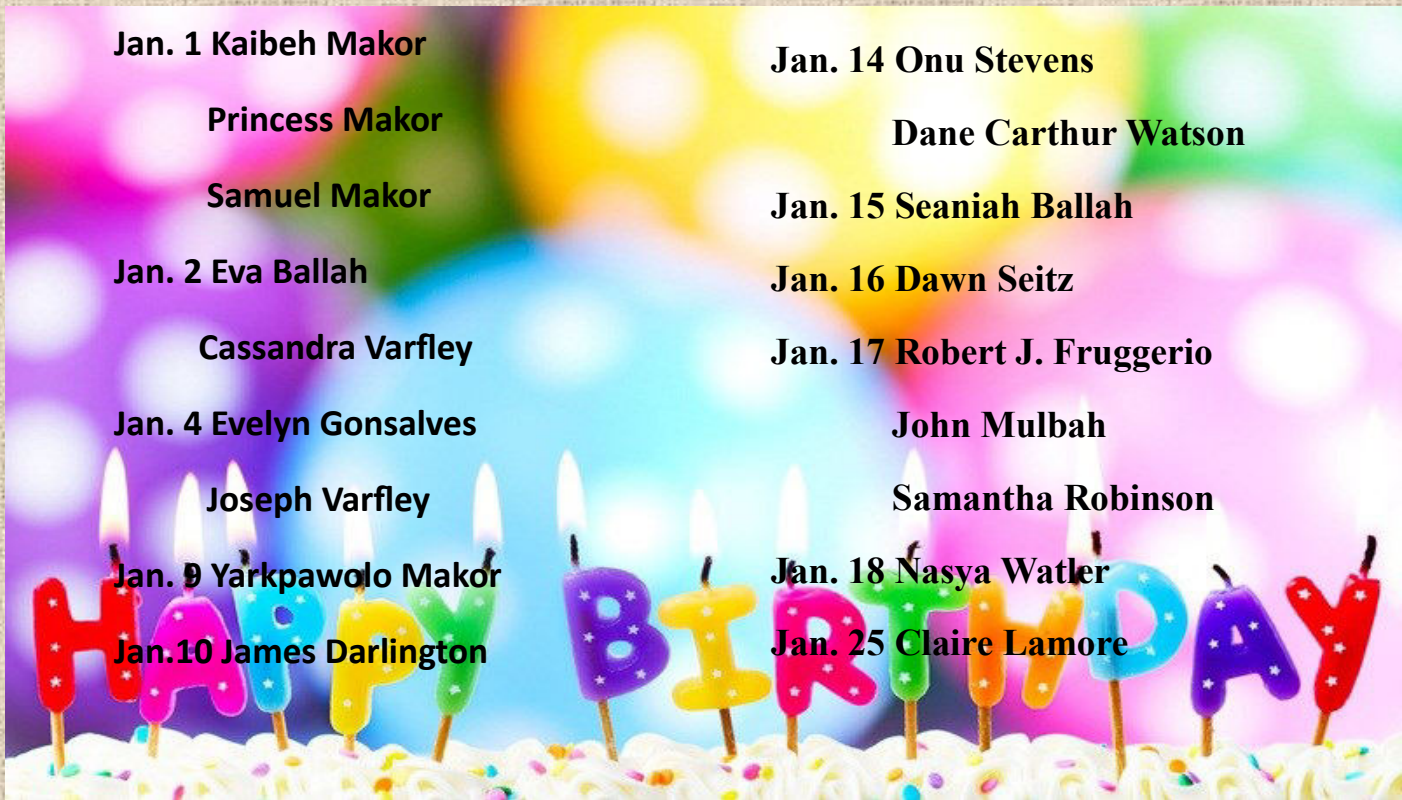 Jan. 1 Kaibeh Makor
Princess Makor
Samuel Makor
Jan. 2 Eva Ballah
Cassandra Varfley
Jan. 4 Evelyn Gonsalves
Joseph Varfley
Jan. 9 Yarkpawolo Makor
Jan.10 James Darlington
Jan. 14 Onu Stevens
Dane Carthur Watson
Jan. 15 Seaniah Ballah
Jan. 16 Dawn Seitz
Jan. 17 Robert J. Fruggerio
John Mulbah
Samantha Robinson
Jan. 18 Nasya Watler
Jan. 25 Claire Lamore
HAPPY BIRTHDAY